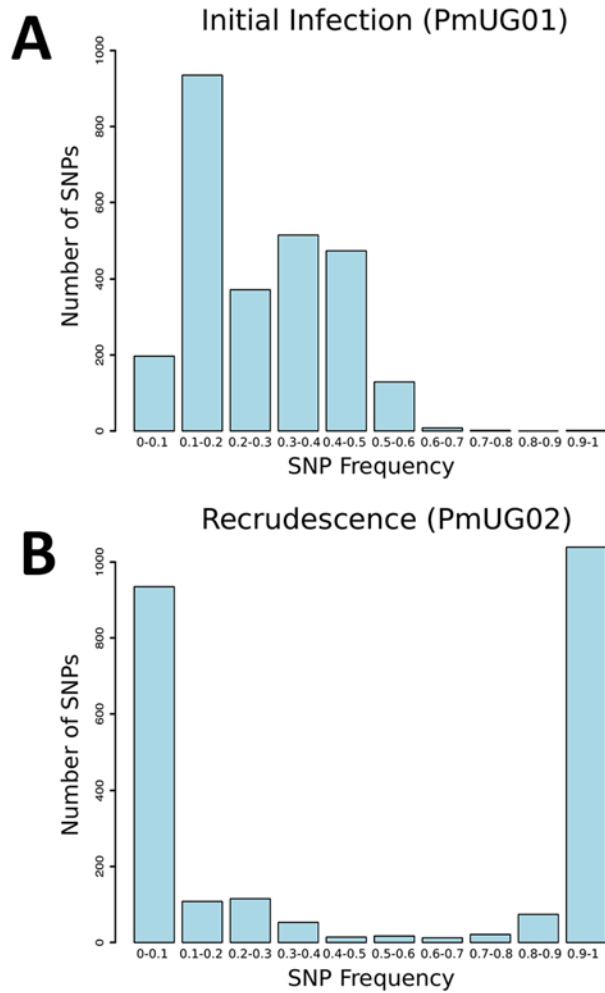 A
Initial Infection (PmUG01)
Number of SNPs
1000
800
600
400
200
0
0-0.1 0.1-0.2 0.2-0.3 0.3-0.4 0.4-0.5 0.5-0.6 0.6-0.7 0.7-0.8 0.8-0.9 0.9-1
SNP Frequency
B
Recrudescence (PmUG02)
Number of SNPs
1000
800
600
400
200
0
0-0.1 0.1-0.2 0.2-0.3 0.3-0.4 0.4-0.5 0.5-0.6 0.6-0.7 0.7-0.8 0.8-0.9 0.9-1
SNP Frequency